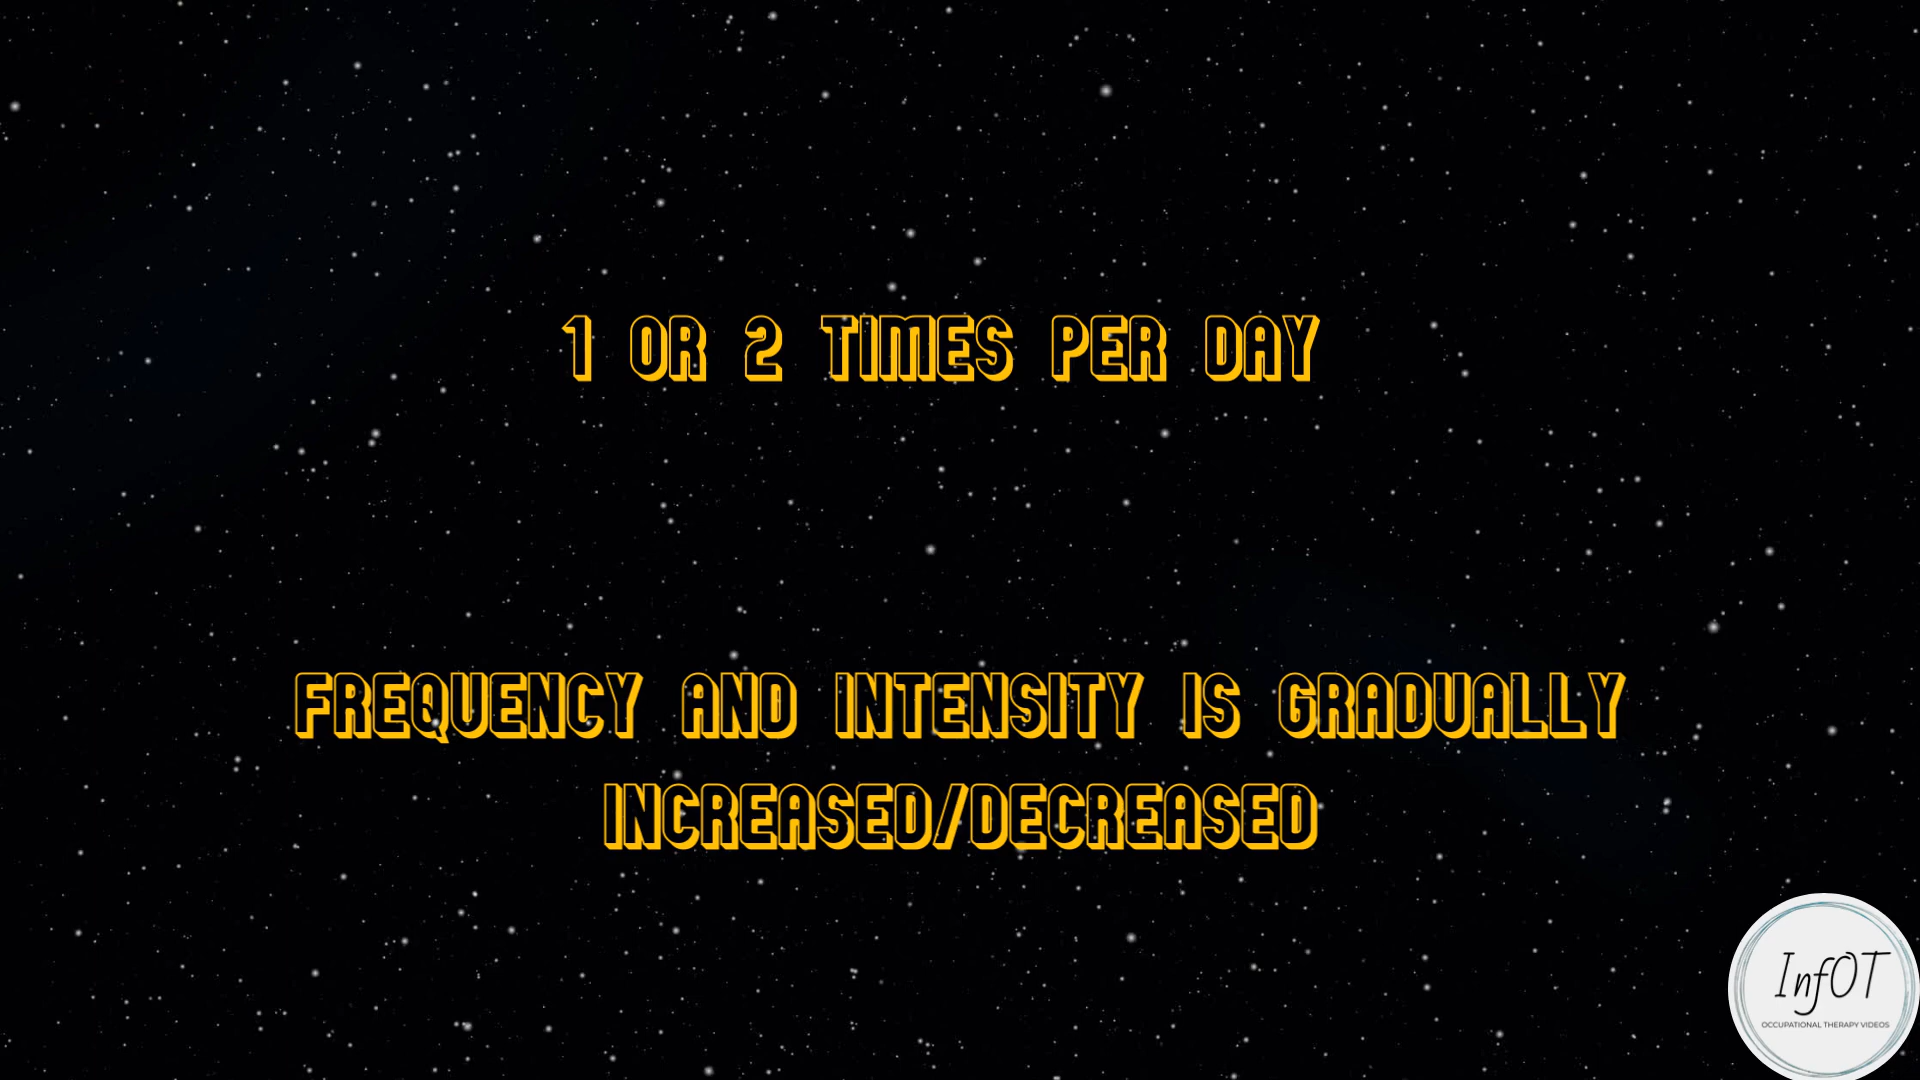 1 OR 2 TIMES PER DAY
FREQUENCY AND INTENSITY IS GRADUALLY
INCREASED/DECREASED
InfOT
OCCUPATIONAL THERAPY VIDEOS